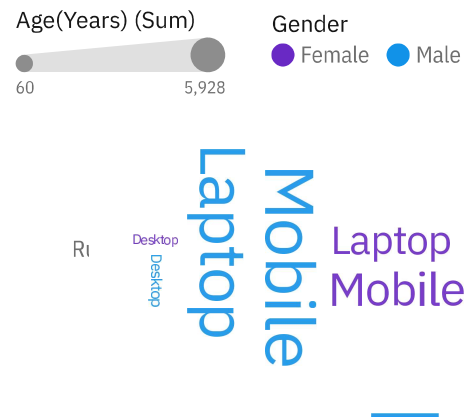 Age(Years) (Sum)
60
5,928
Gender
Female
Male
Desktop
Desktop
Laptop
Mobile
Laptop
Mobile